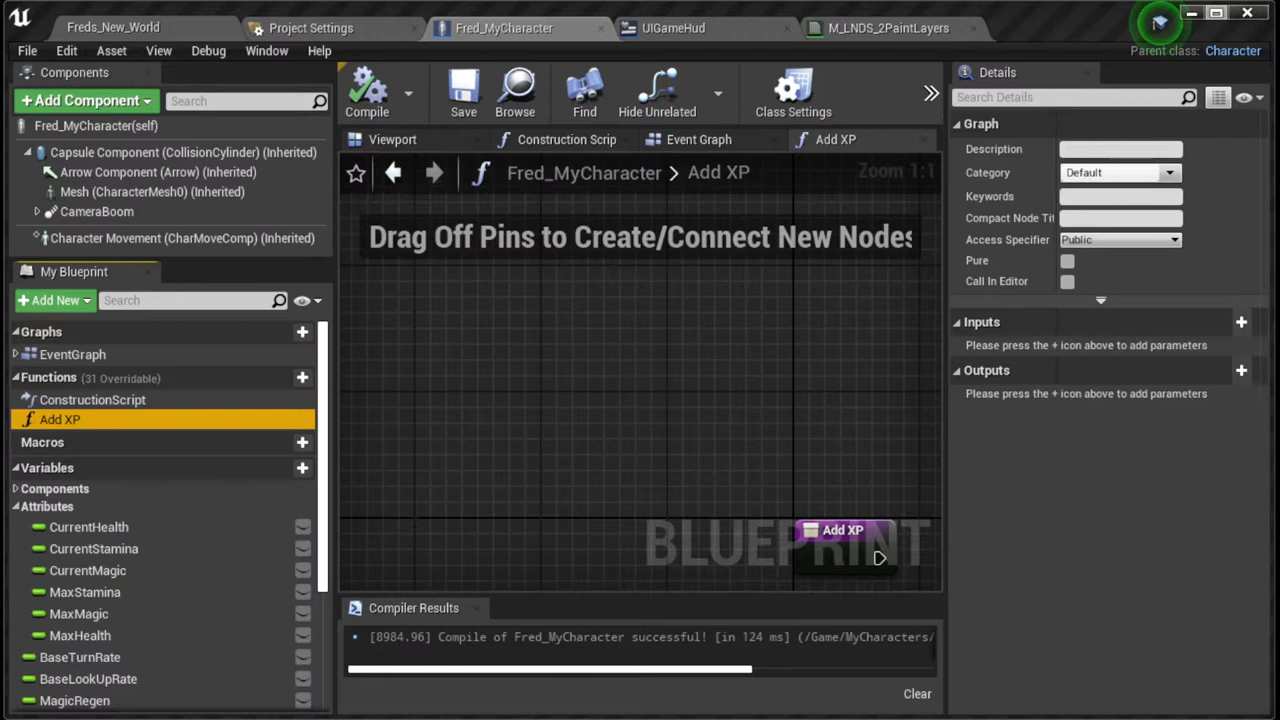 Freds_New_World
Project Settings
Fred_MyCharacter
UIGameHud
M_LNDS_2PaintLayers
File
Edit
Asset
View
Debug
Window
Help
Parent class: Character
Components
+ Add Component
Search
Fred_MyCharacter(self)
Capsule Component (CollisionCylinder) (Inherited)
Arrow Component (Arrow) (Inherited)
Mesh (CharacterMesh0) (Inherited)
CameraBoom
Character Movement (CharMoveComp) (Inherited)
My Blueprint
+ Add New
Search
Graphs
EventGraph
Functions (31 Overridable)
ConstructionScript
Add XP
Macros
Variables
Components
Attributes
CurrentHealth
CurrentStamina
CurrentMagic
MaxStamina
MaxMagic
MaxHealth
BaseTurnRate
BaseLookUpRate
MagicRegen
Compile
Save
Browse
Find
Hide Unrelated
Class Settings
Viewport
Construction Scrip
Event Graph
Add XP
Fred_MyCharacter > Add XP
Zoom 1:1
Drag Off Pins to Create/Connect New Nodes
BLUEPRINT
Add XP
Compiler Results
[8984.96] Compile of Fred_MyCharacter successful! [in 124 ms] (/Game/MyCharacters/
Clear
Details
Search Details
Graph
Description
Category
Default
Keywords
Compact Node Tit
Access Specifier
Public
Pure
Call In Editor
Inputs
Please press the + icon above to add parameters
Outputs
Please press the + icon above to add parameters